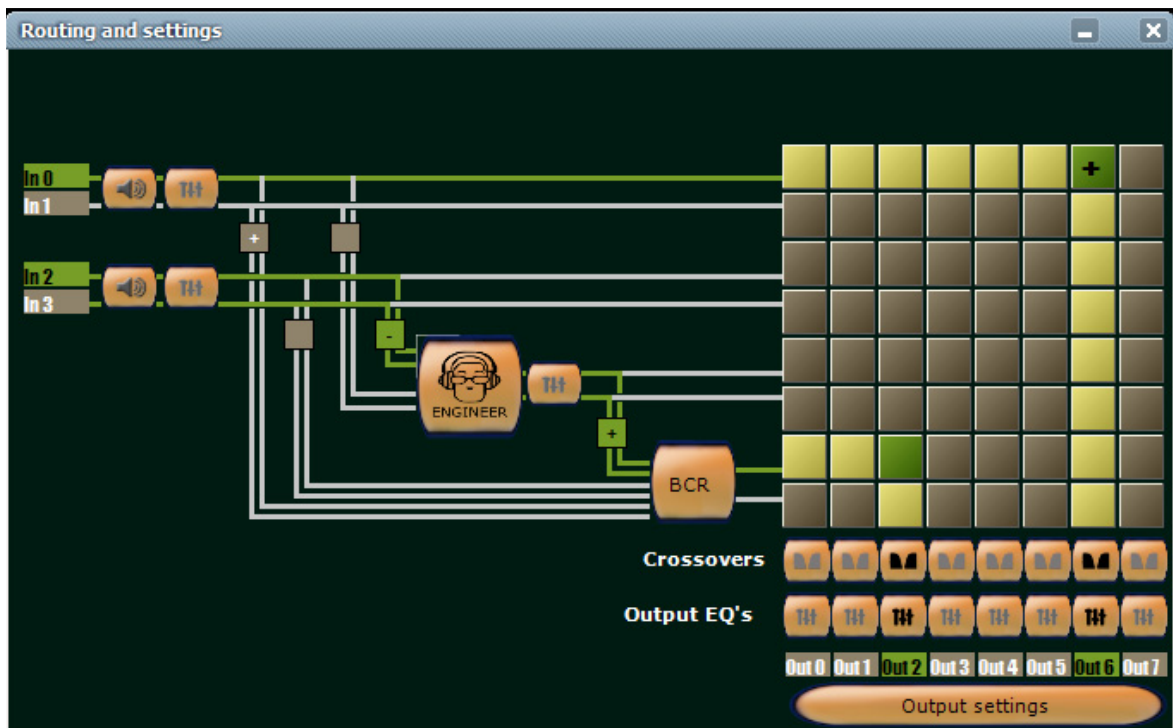 Routing and settings
In 0
In 1
+
+
In 2
In 3
-
ENGINEER
+
BCR
Crossovers
Output EQ's
Out 0 Out 1 Out 2 Out 3 Out 4 Out 5 Out 6 Out 7
Output settings